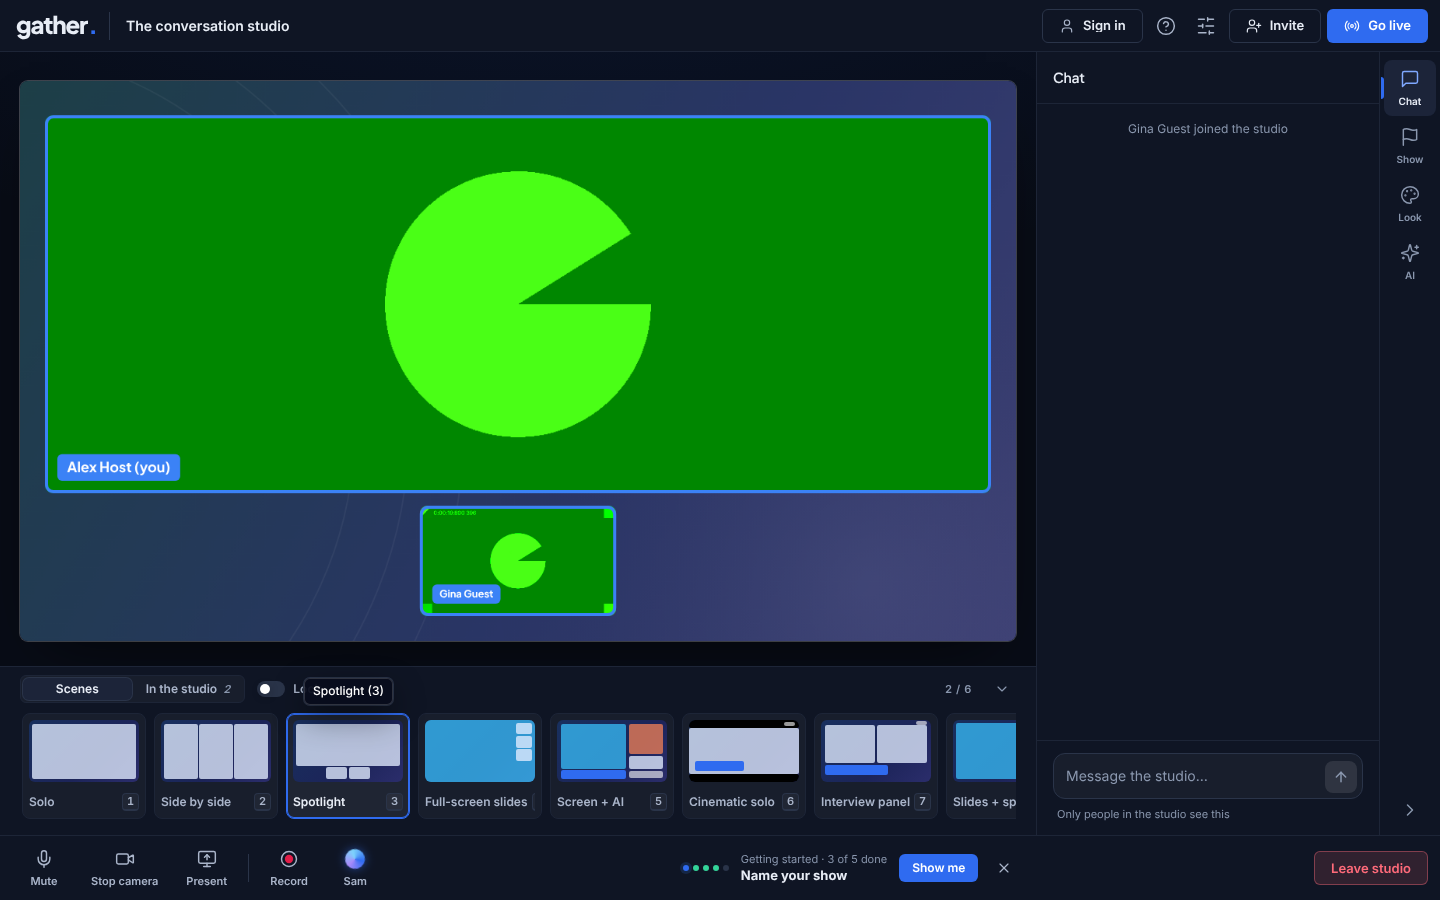 gather.
The conversation studio
Sign in
Invite
Go live
Chat
Gina Guest joined the studio
Chat
Show
Look
AI
Alex Host (you)
Gina Guest
Scenes
In the studio 2
Spotlight (3)
2 / 6
Solo 1
Side by side 2
Spotlight 3
Full-screen slides
Screen + AI 5
Cinematic solo 6
Interview panel 7
Slides + sp
Message the studio...
Only people in the studio see this
Mute
Stop camera
Present
Record
Sam
Getting started · 3 of 5 done
Name your show
Show me
Leave studio